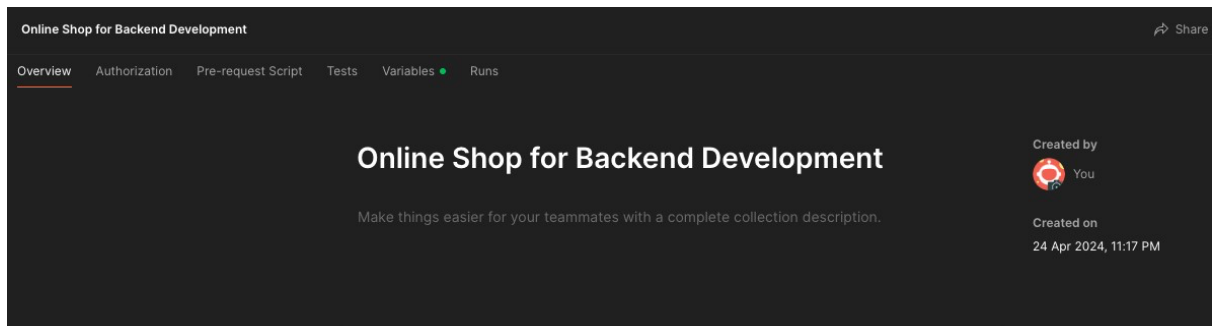 Online Shop for Backend Development
Share
Overview Authorization Pre-request Script Tests Variables Runs
Online Shop for Backend Development
Created by
You
Make things easier for your teammates with a complete collection description.
Created on
24 Apr 2024, 11:17 PM